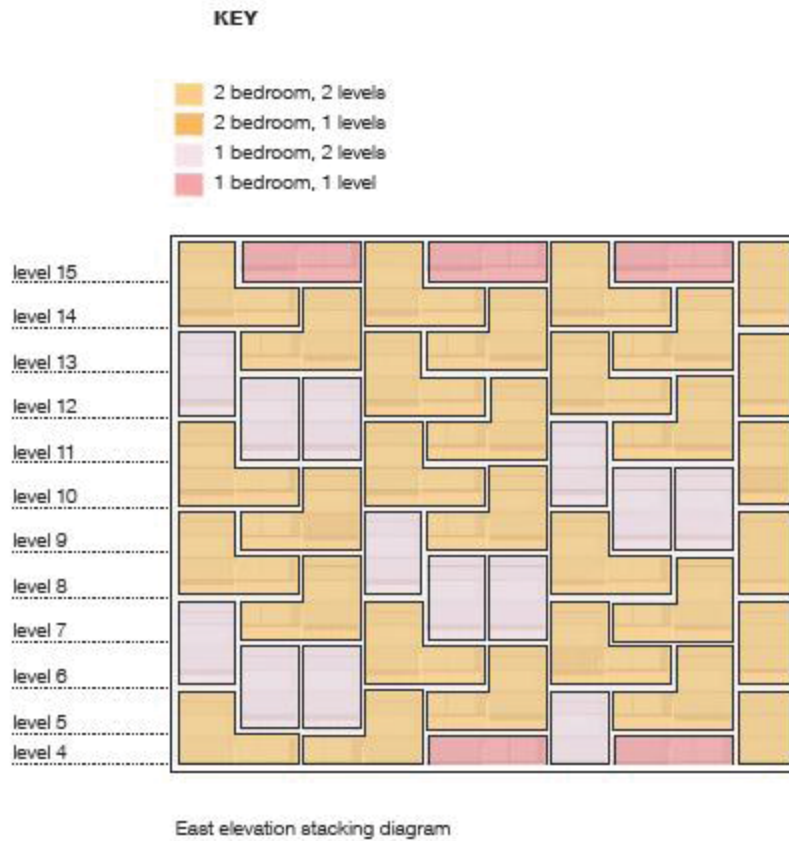 KEY
2 bedroom, 2 levels
2 bedroom, 1 levels
1 bedroom, 2 levels
1 bedroom, 1 level
level 15
level 14
level 13
level 12
level 11
level 10
level 9
level 8
level 7
level 6
level 5
level 4
East elevation stacking diagram